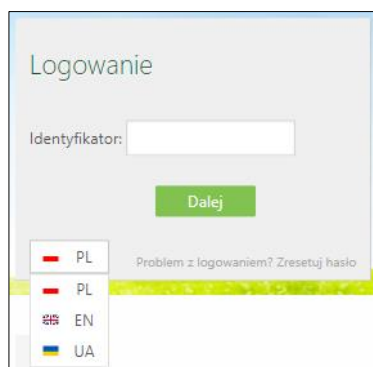 Logowanie
Identyfikator:
Dalej
PL
Problem z logowaniem? Zresetuj hasło
PL
EN
UA